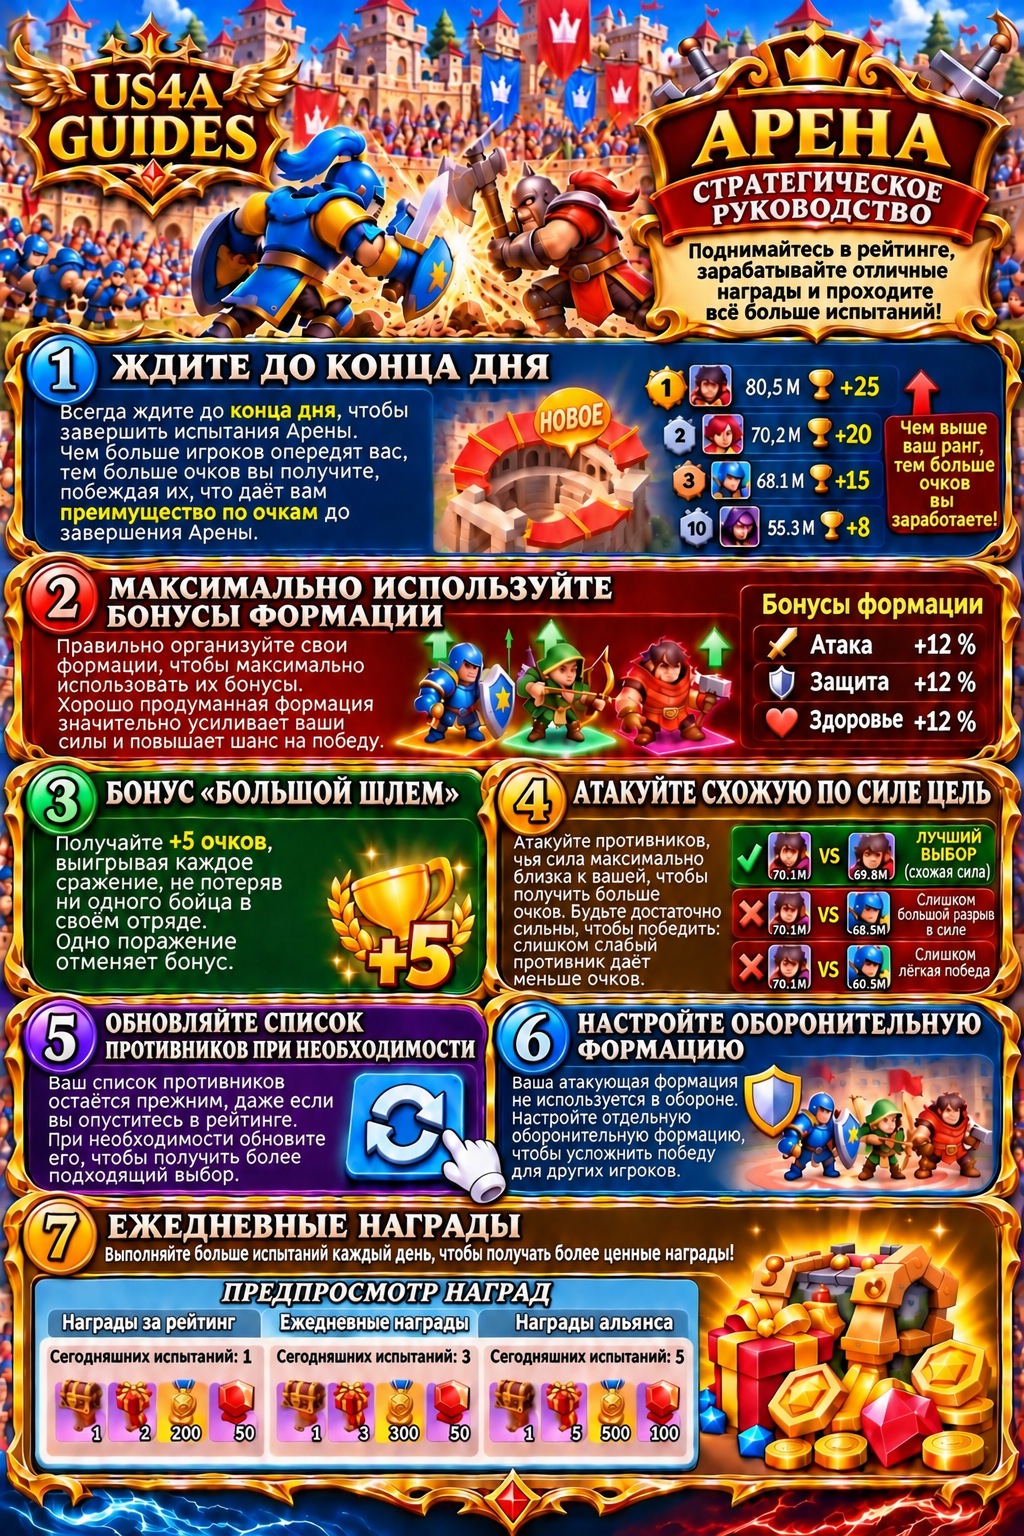 US4A
GUIDES
АРЕНА
СТРАТЕГИЧЕСКОЕ
РУКОВОДСТВО
Поднимайтесь в рейтинге,
зарабатывайте отличные
награды и проходите
всё больше испытаний!
1
ЖДИТЕ ДО КОНЦА ДНЯ
Всегда ждите до конца дня, чтобы
завершить испытания Арены.
Чем больше игроков опередят вас,
тем больше очков вы получите,
побеждая их, что даёт вам
преимущество по очкам до
завершения Арены.
НОВОЕ
1 80,5 M +25
2 70,2 M +20
3 68.1 M +15
10 55.3 M +8
Чем выше
ваш ранг,
тем больше
очков
вы
заработаете!
2
МАКСИМАЛЬНО ИСПОЛЬЗУЙТЕ
БОНУСЫ ФОРМАЦИИ
Правильно организуйте свои
формации, чтобы максимально
использовать их бонусы.
Хорошо продуманная формация
значительно усиливает ваши
силы и повышает шанс на победу.
Бонусы формации
Атака +12 %
Защита +12 %
Здоровье +12 %
3
БОНУС «БОЛЬШОЙ ШЛЕМ»
Получайте +5 очков,
выигрывая каждое
сражение, не потеряв
ни одного бойца в
своём отряде.
Одно поражение
отменяет бонус.
+5
4
АТАКУЙТЕ СХОЖУЮ ПО СИЛЕ ЦЕЛЬ
Атакуйте противников,
чья сила максимально
близка к вашей, чтобы
получить больше
очков. Будьте достаточно
сильны, чтобы победить:
слишком слабый
противник даёт
меньше очков.
70.1M VS 69.8M
ЛУЧШИЙ
ВЫБОР
(схожая сила)
70.1M VS 68.5M
Слишком
большой разрыв
в силе
70.1M VS 60.5M
Слишком
лёгкая победа
5
ОБНОВЛЯЙТЕ СПИСОК
ПРОТИВНИКОВ ПРИ НЕОБХОДИМОСТИ
Ваш список противников
остаётся прежним, даже если
вы опуститесь в рейтинге.
При необходимости обновите
его, чтобы получить более
подходящий выбор.
6
НАСТРОЙТЕ ОБОРОНИТЕЛЬНУЮ
ФОРМАЦИЮ
Ваша атакующая формация
не используется в обороне.
Настройте отдельную
оборонительную формацию,
чтобы усложнить победу
для других игроков.
7
ЕЖЕДНЕВНЫЕ НАГРАДЫ
Выполняйте больше испытаний каждый день, чтобы получать более ценные награды!
ПРЕДПРОСМОТР НАГРАД
Награды за рейтинг Ежедневные награды Награды альянса
Сегодняшних испытаний: 1
1 2 200 50
Сегодняшних испытаний: 3
1 3 300 50
Сегодняшних испытаний: 5
1 5 500 100